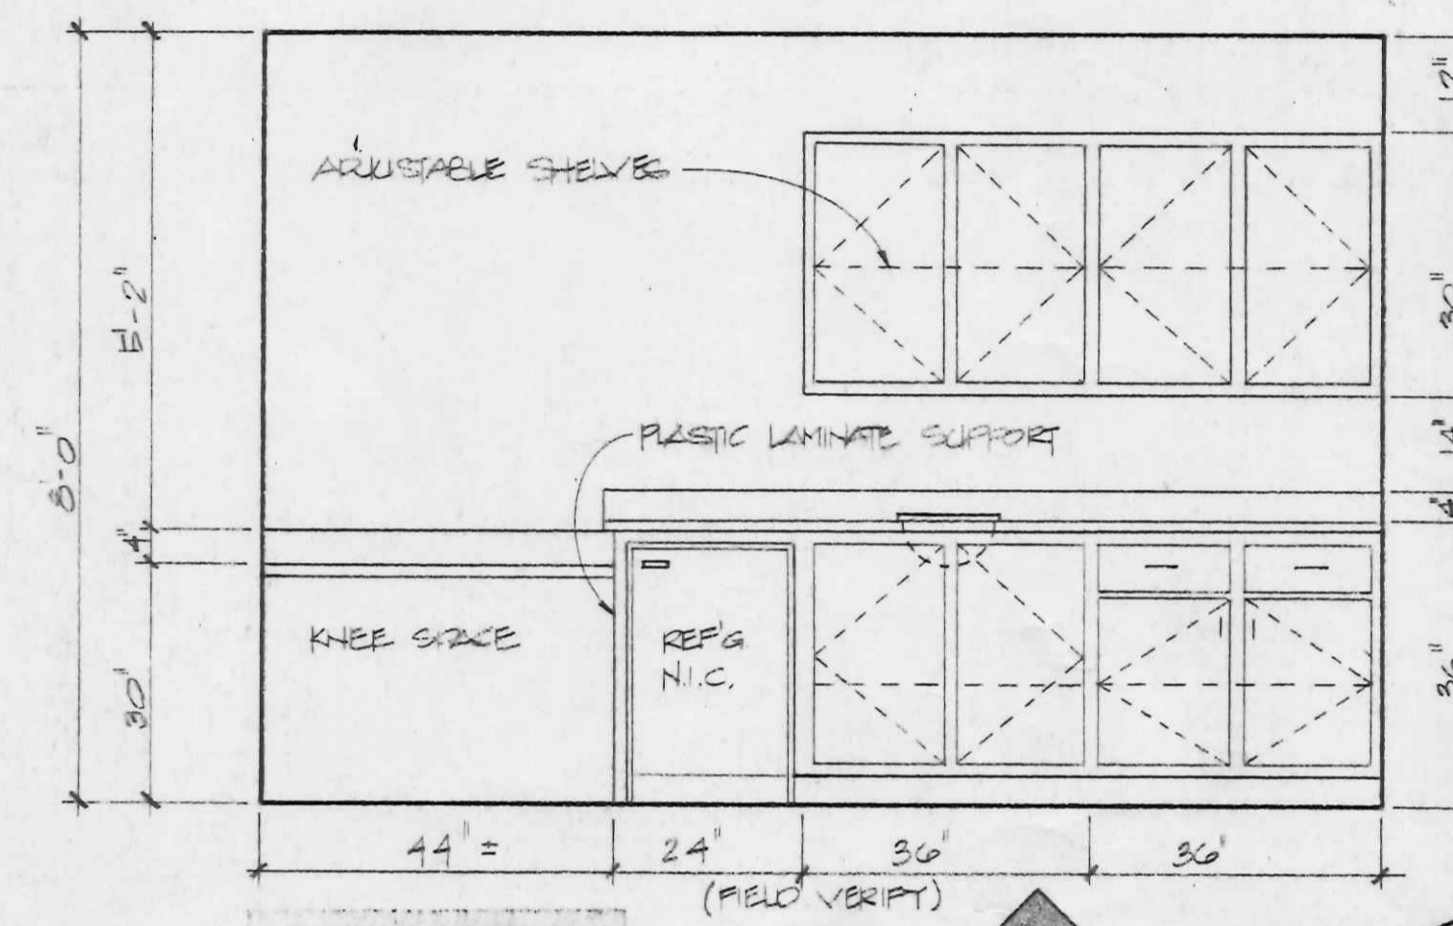 ADJUSTABLE SHELVES
PLASTIC LAMINATE SUPPORT
KNEE SPACE
REF'G
N.I.C.
8'-0"
5'-2"
4"
30"
12"
30"
14"
4"
36"
44" ±
24"
36"
36"
(FIELD VERIFY)